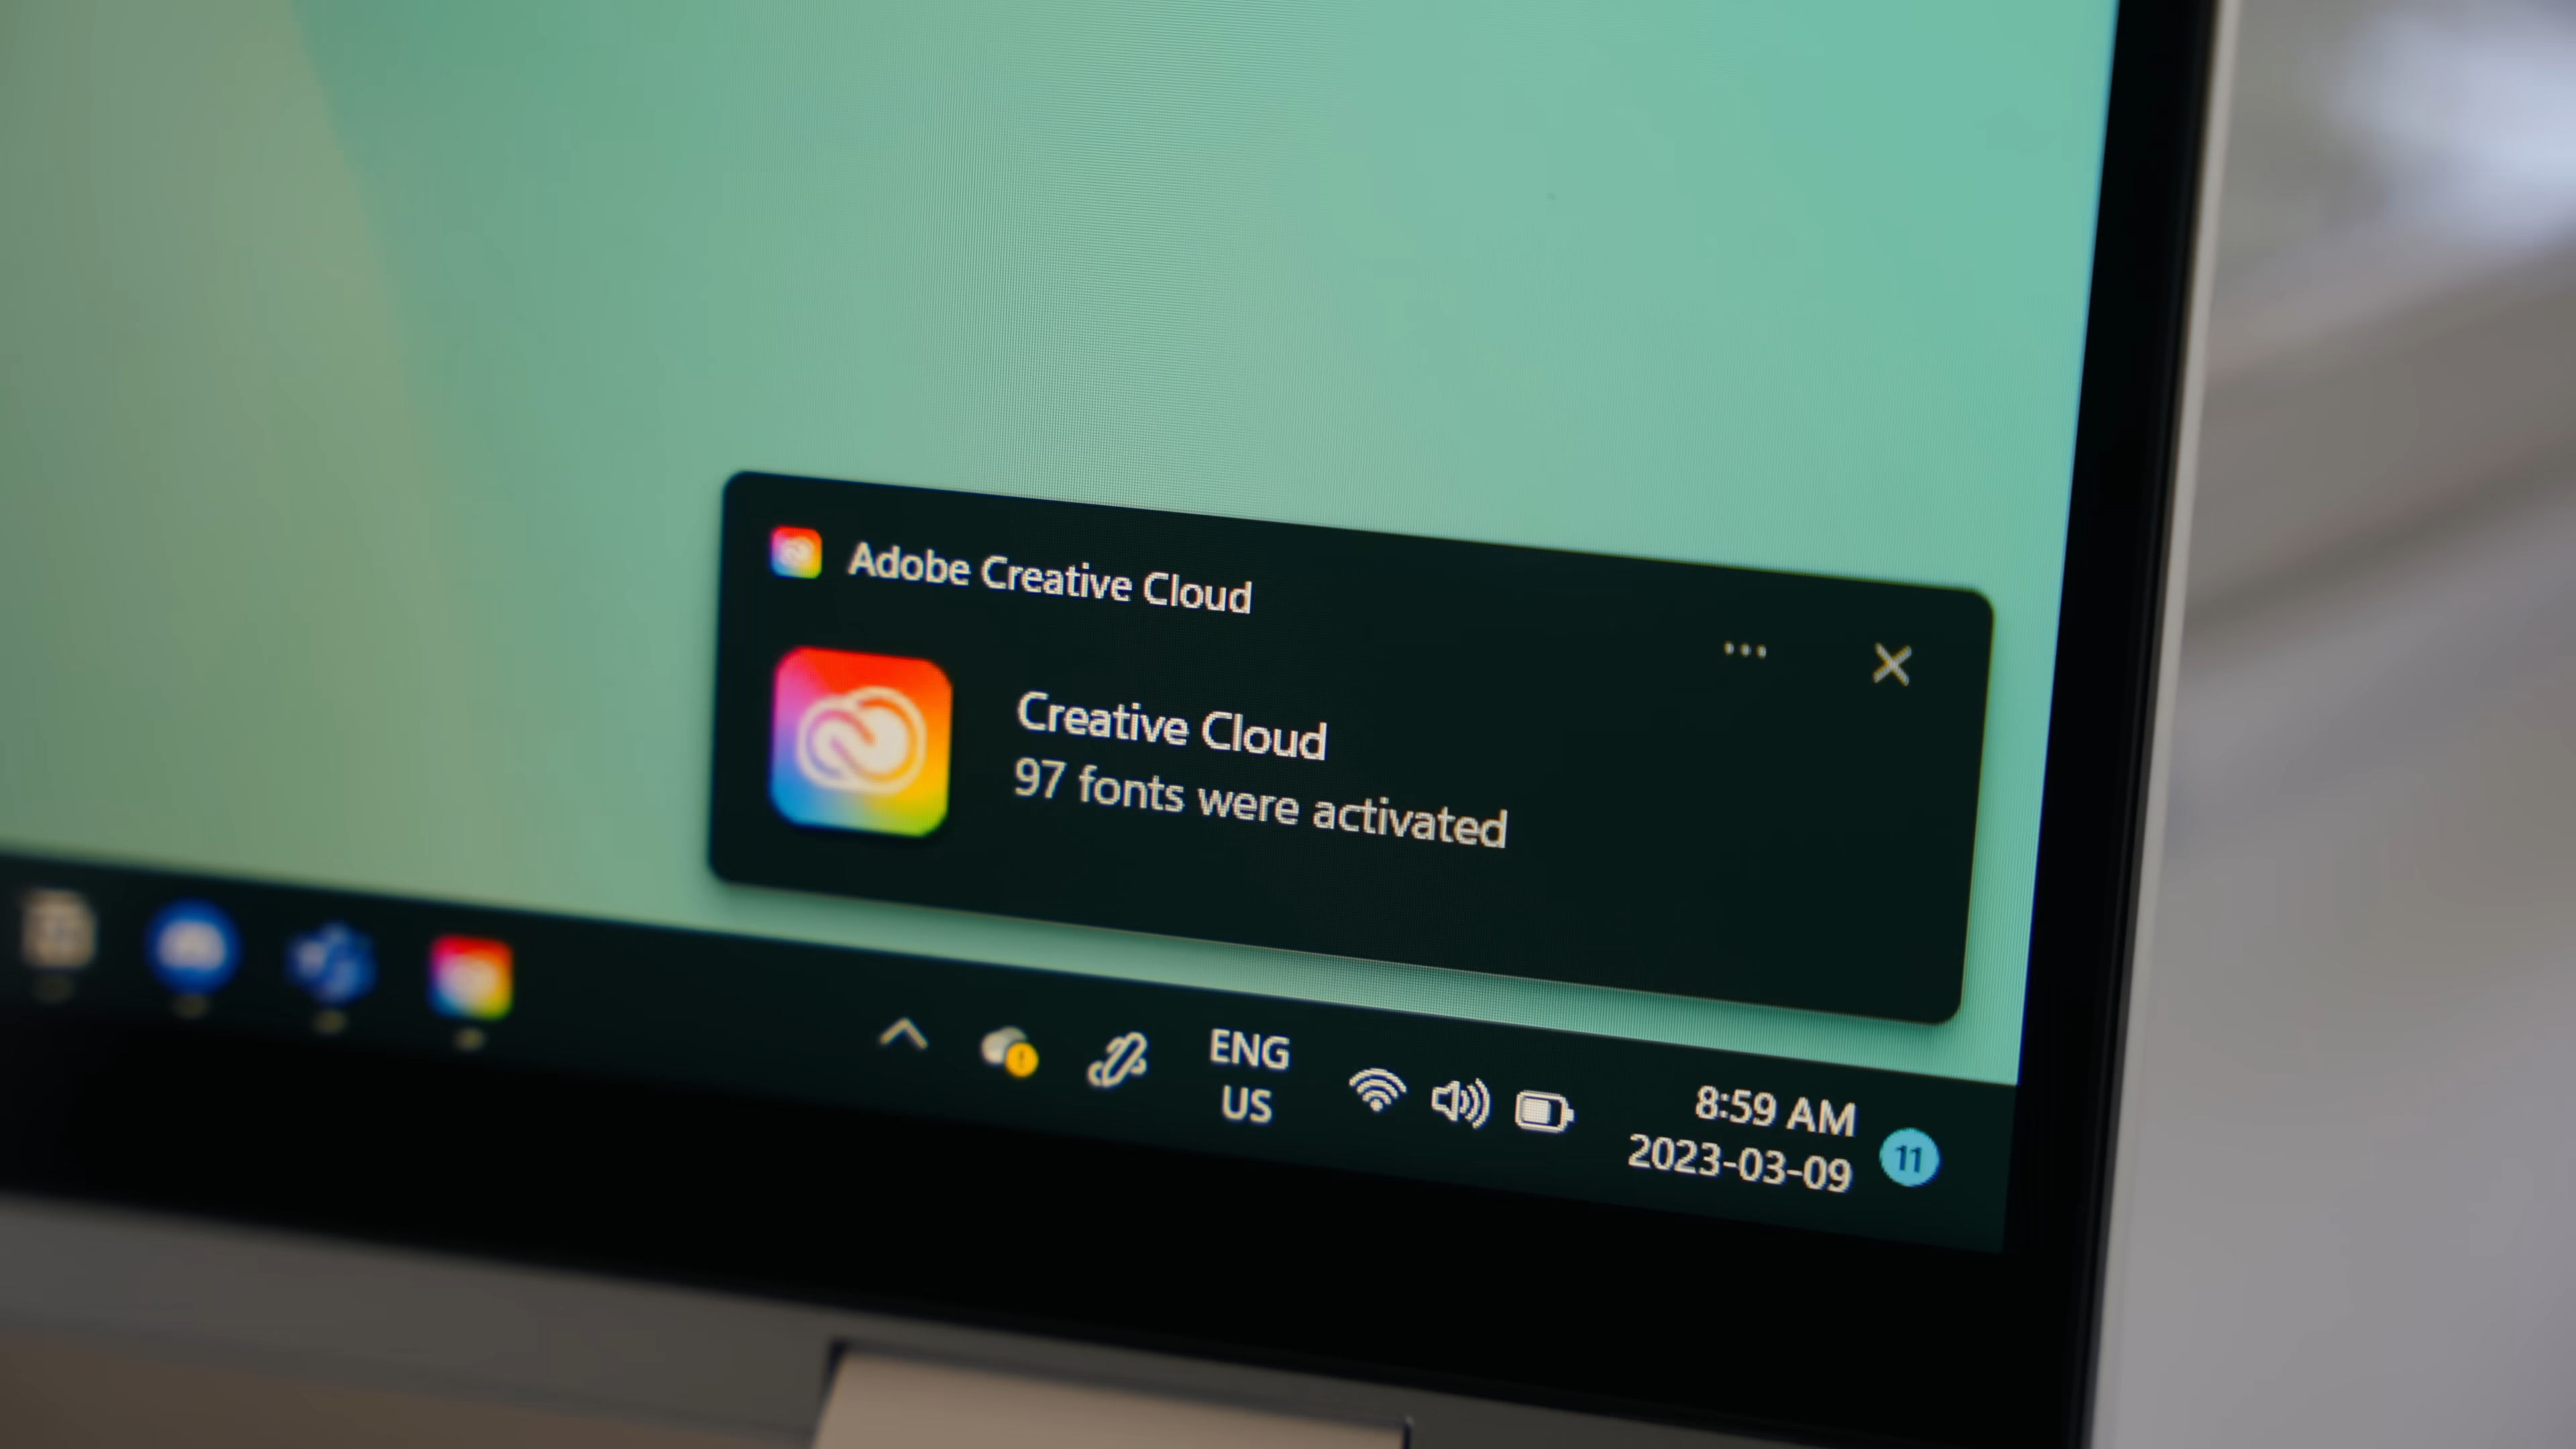 Adobe Creative Cloud
Creative Cloud
97 fonts were activated
ENG
US
8:59 AM
2023-03-09
11